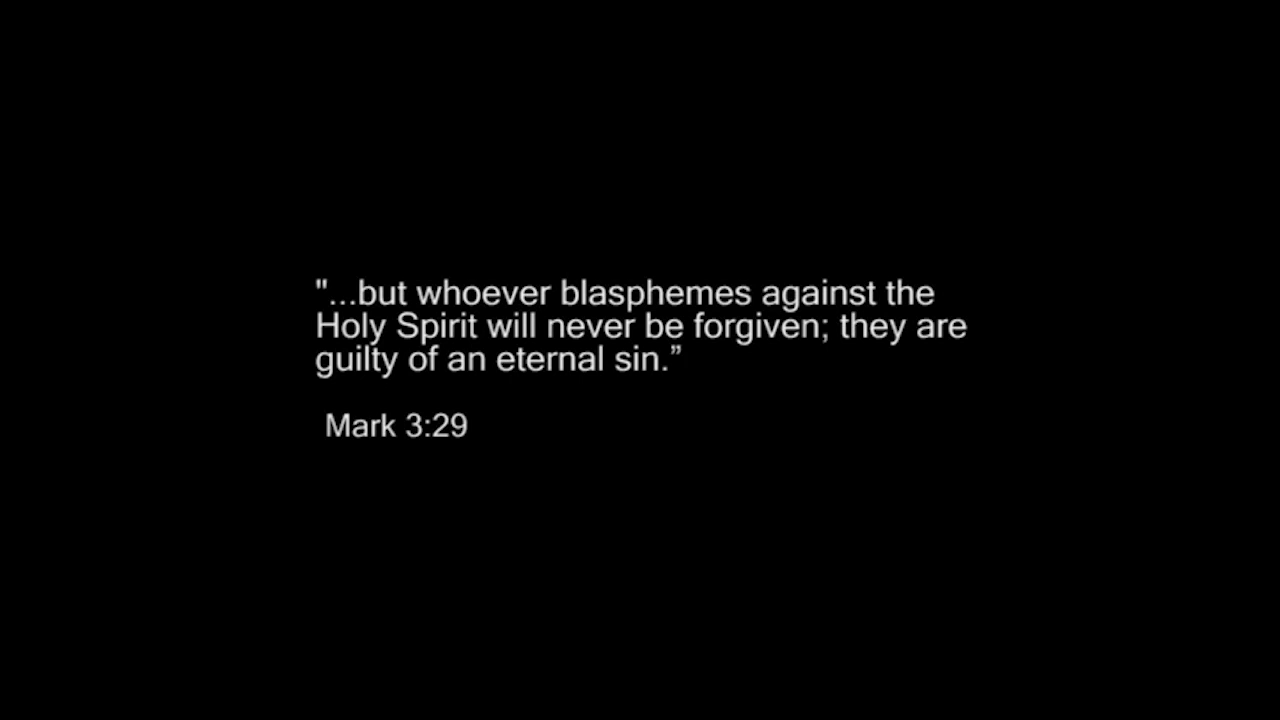 "...but whoever blasphemes against the
Holy Spirit will never be forgiven; they are
guilty of an eternal sin.”
Mark 3:29